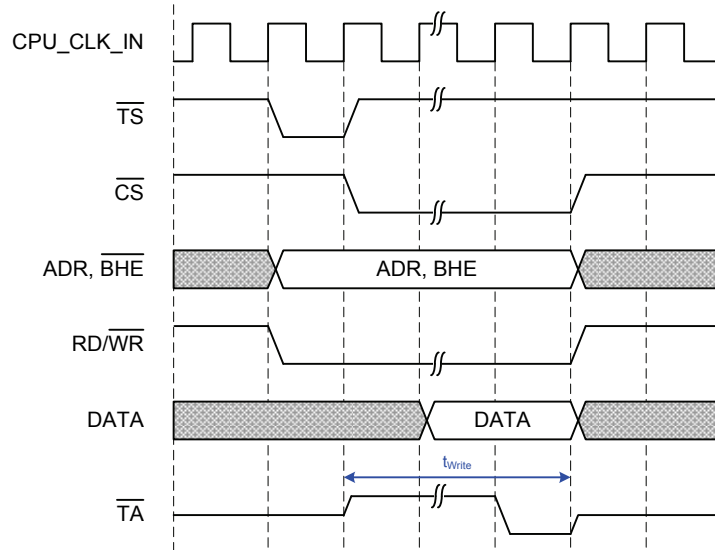 CPU_CLK_IN
TS
CS
ADR, BHE
ADR, BHE
RD/WR
DATA
DATA
tWrite
TA